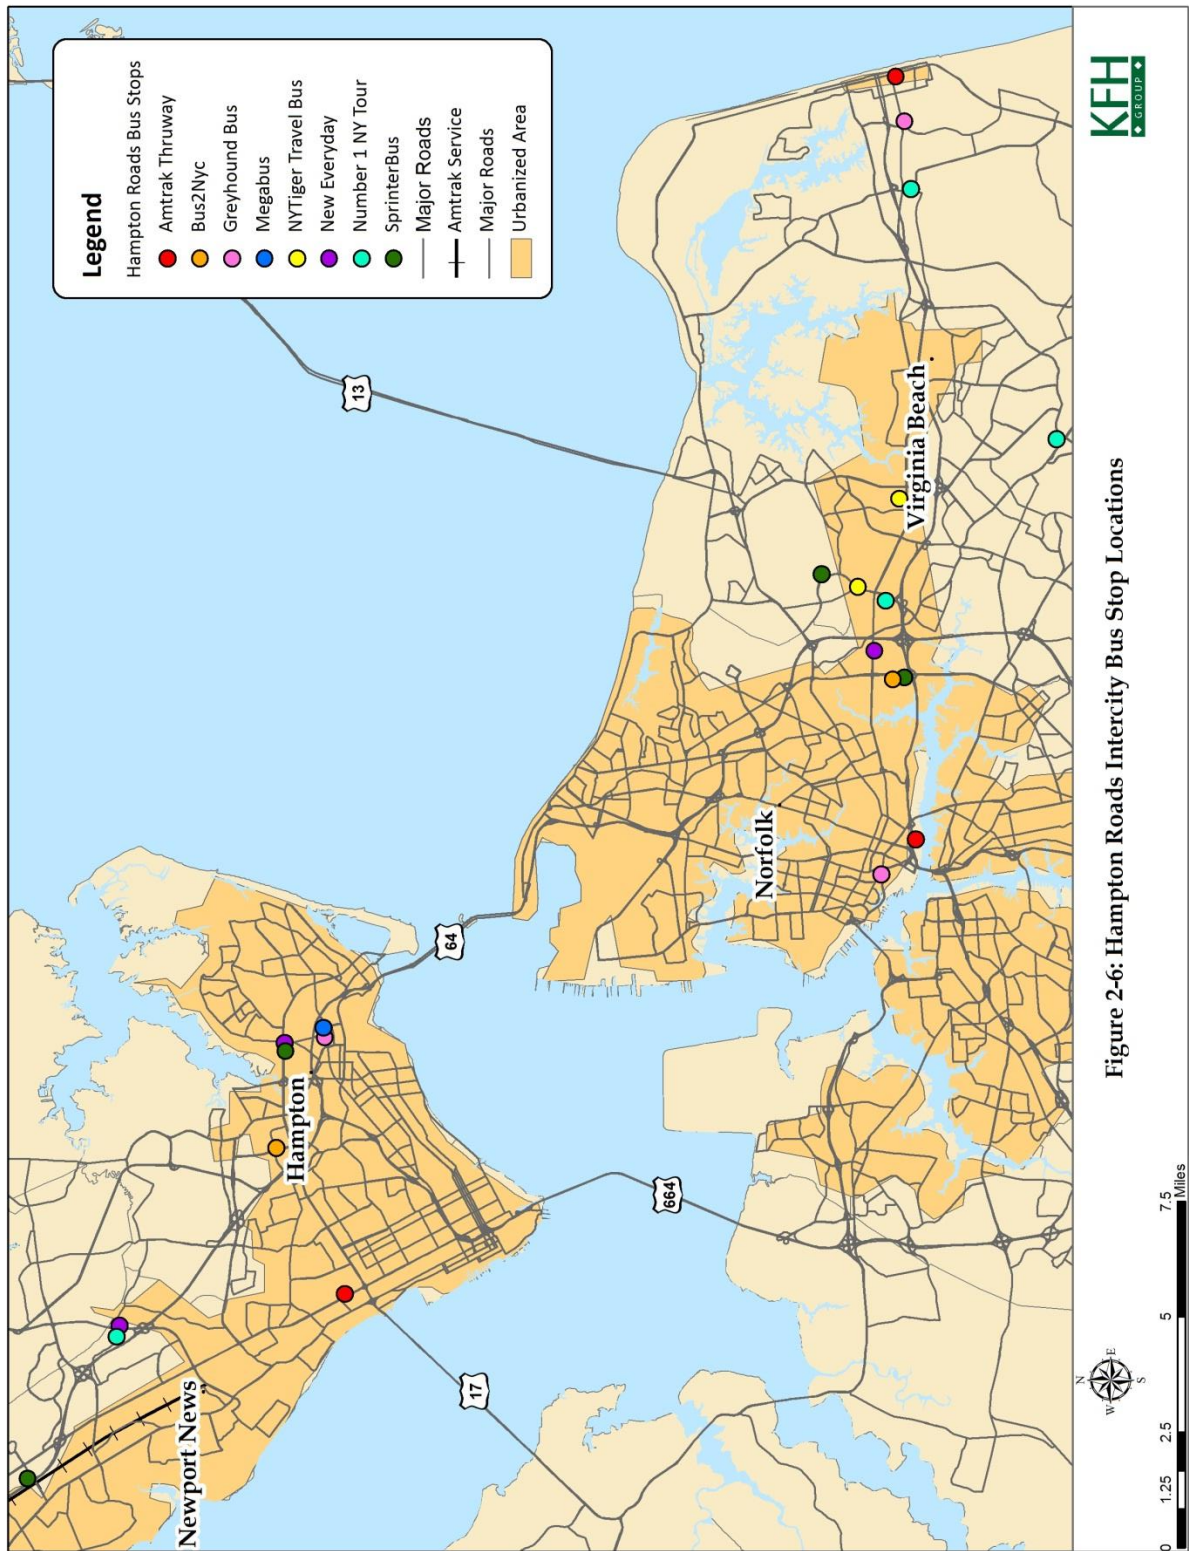 Legend
Hampton Roads Bus Stops
Amtrak Thruway
Bus2Nyc
Greyhound Bus
Megabus
NYTiger Travel Bus
New Everyday
Number 1 NY Tour
SprinterBus
Major Roads
Amtrak Service
Major Roads
Urbanized Area
13
64
664
17
Newport News
Hampton
Norfolk
Virginia Beach
N
W E
S
0 1.25 2.5 5 7.5
Miles
Figure 2-6: Hampton Roads Intercity Bus Stop Locations
KFH
GROUP